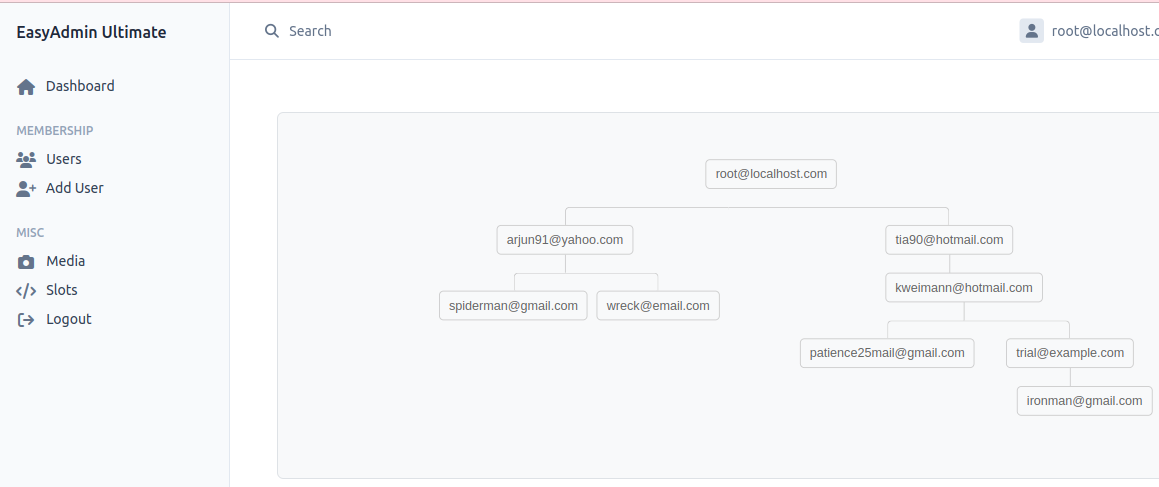 EasyAdmin Ultimate
Dashboard
MEMBERSHIP
Users
Add User
MISC
Media
Slots
Logout
Search
root@localhost.c
root@localhost.com
arjun91@yahoo.com
tia90@hotmail.com
kweimann@hotmail.com
spiderman@gmail.com
wreck@email.com
patience25mail@gmail.com
trial@example.com
ironman@gmail.com